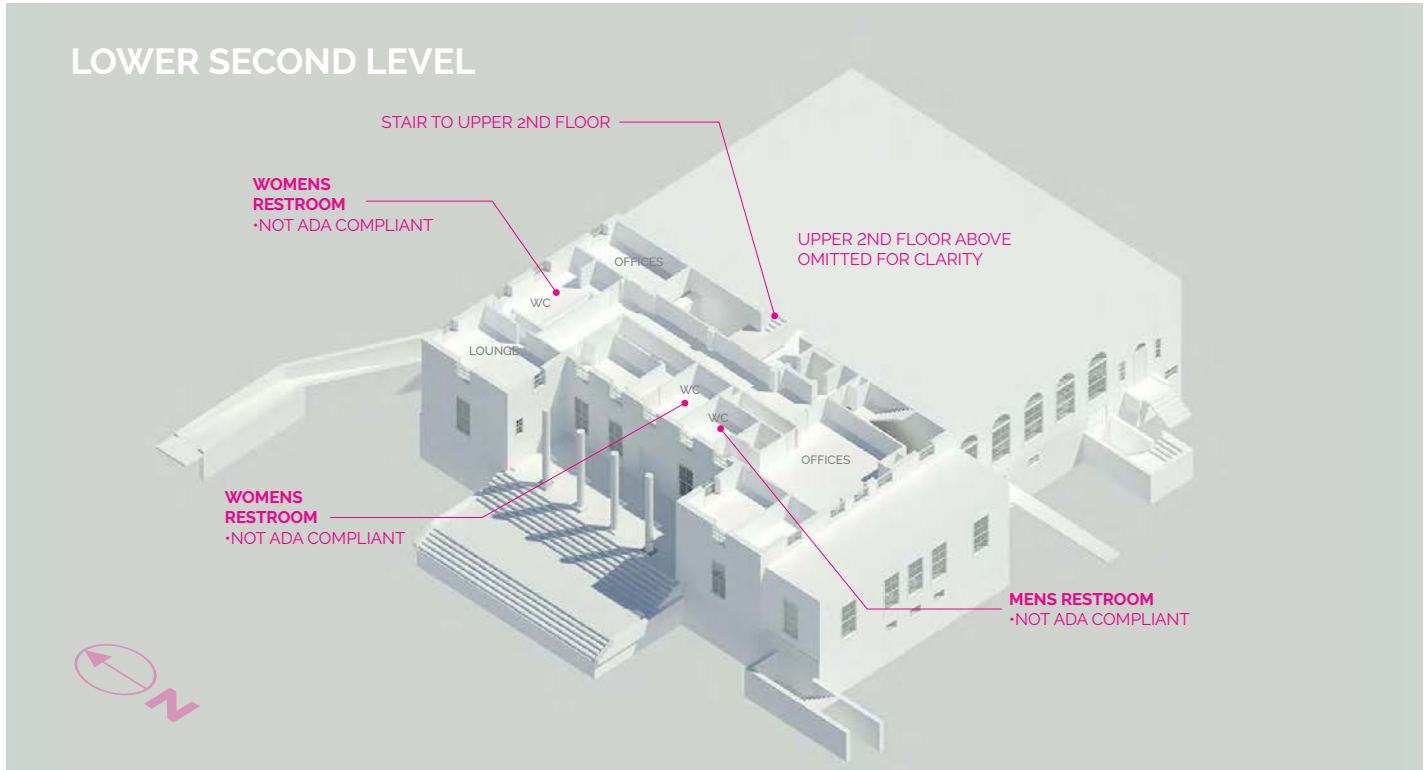 LOWER SECOND LEVEL
STAIR TO UPPER 2ND FLOOR
WOMENS
RESTROOM
•NOT ADA COMPLIANT
UPPER 2ND FLOOR ABOVE
OMITTED FOR CLARITY
OFFICES
WC
LOUNGE
WC
WC
OFFICES
WOMENS
RESTROOM
•NOT ADA COMPLIANT
MENS RESTROOM
•NOT ADA COMPLIANT
N